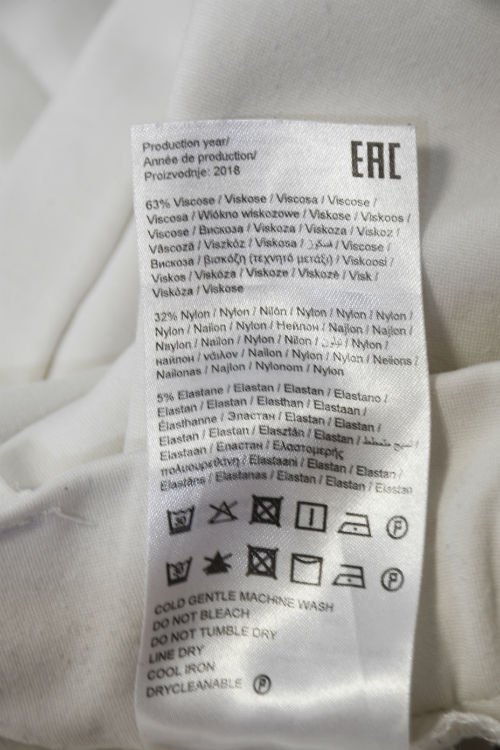 Production year/
Année de production/
Proizvodnje: 2018
EAC
63% Viscose / Viskose / Viscosa / Viscose /
Viscosa / Włókno wiskozowe / Viskose / Viskoos /
Viscose / Вискоза / Viskoza / Viskoza / Viskoz /
Vâscoză / Viszkóz / Viskosa / فسكوز / Viscose /
Вискоза / βισκόζη (τεχνητό μετάξι) / Viskoosi /
Viskos / Viskóza / Viskoze / Viskozė / Visk /
Viskóza / Viskose
32% Nylon / Nylon / Nilón / Nylon / Nylon / Nylon /
Nylon / Nailon / Nylon / Нейлон / Najlon / Najlon /
Naylon / Nailon / Nylon / Nilon / نايلون / Nylon /
найлон / νάιλον / Nailon / Nylon / Nylon / Neilons /
Nailonas / Najlon / Nylonom / Nylon
5% Elastane / Elastan / Elastan / Elastano /
Elastan / Elastan / Elasthan / Elastaan /
Élasthanne / Эластан / Elastan / Elastan /
Elastan / Elastan / Elasztán / Elastan /
Elastaan / Еластан / Ελαστομερής
πολυουρεθάνη / Elastaani / Elastan / Elastan /
Elastāns / Elastanas / Elastan / Elastan / Elastan
30 P
30 P
COLD GENTLE MACHINE WASH
DO NOT BLEACH
DO NOT TUMBLE DRY
LINE DRY
COOL IRON
DRYCLEANABLE P